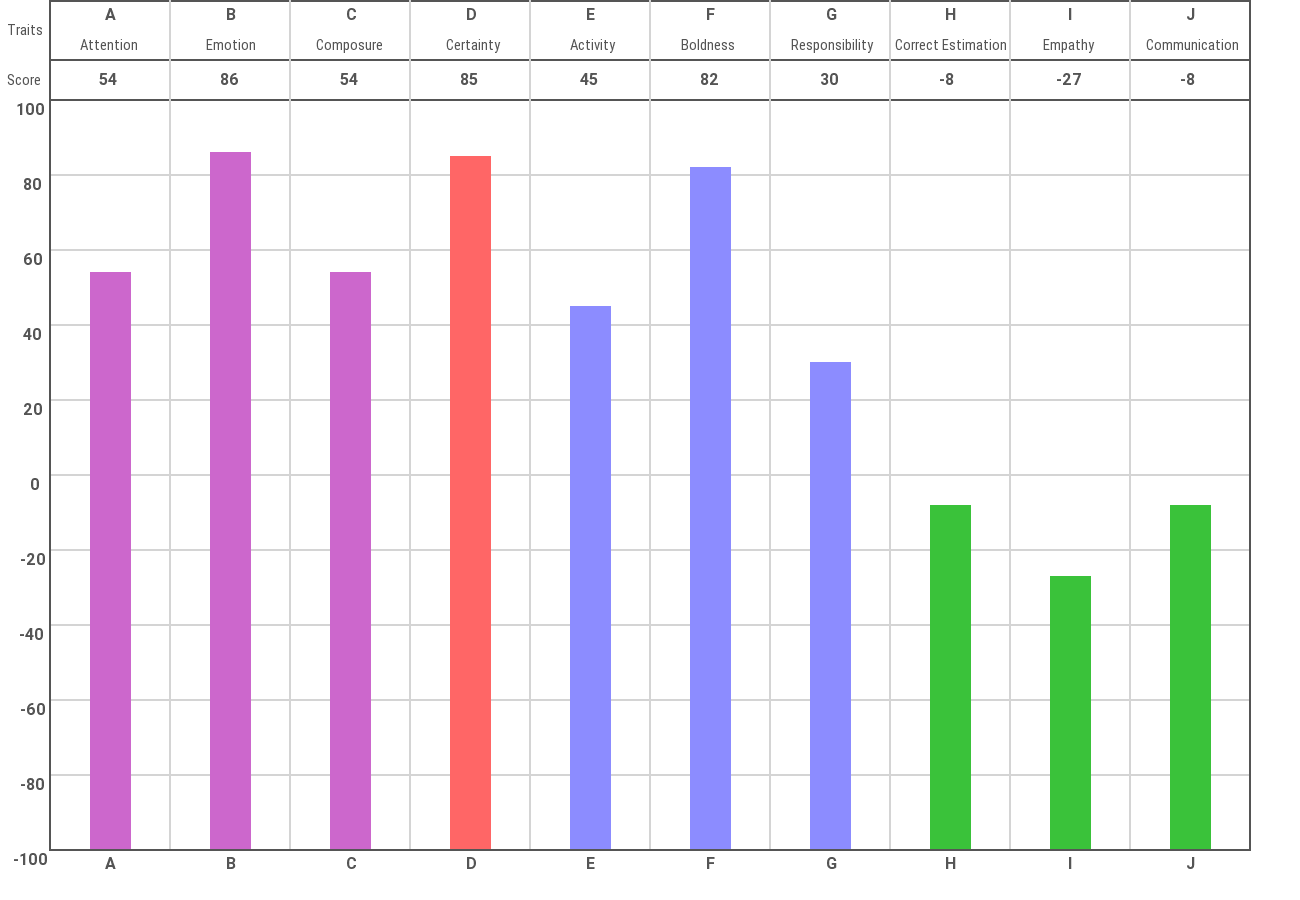 Traits A B C D E F G H I J
Attention Emotion Composure Certainty Activity Boldness Responsibility Correct Estimation Empathy Communication
Score 54 86 54 85 45 82 30 -8 -27 -8
100
80
60
40
20
0
-20
-40
-60
-80
-100
A B C D E F G H I J